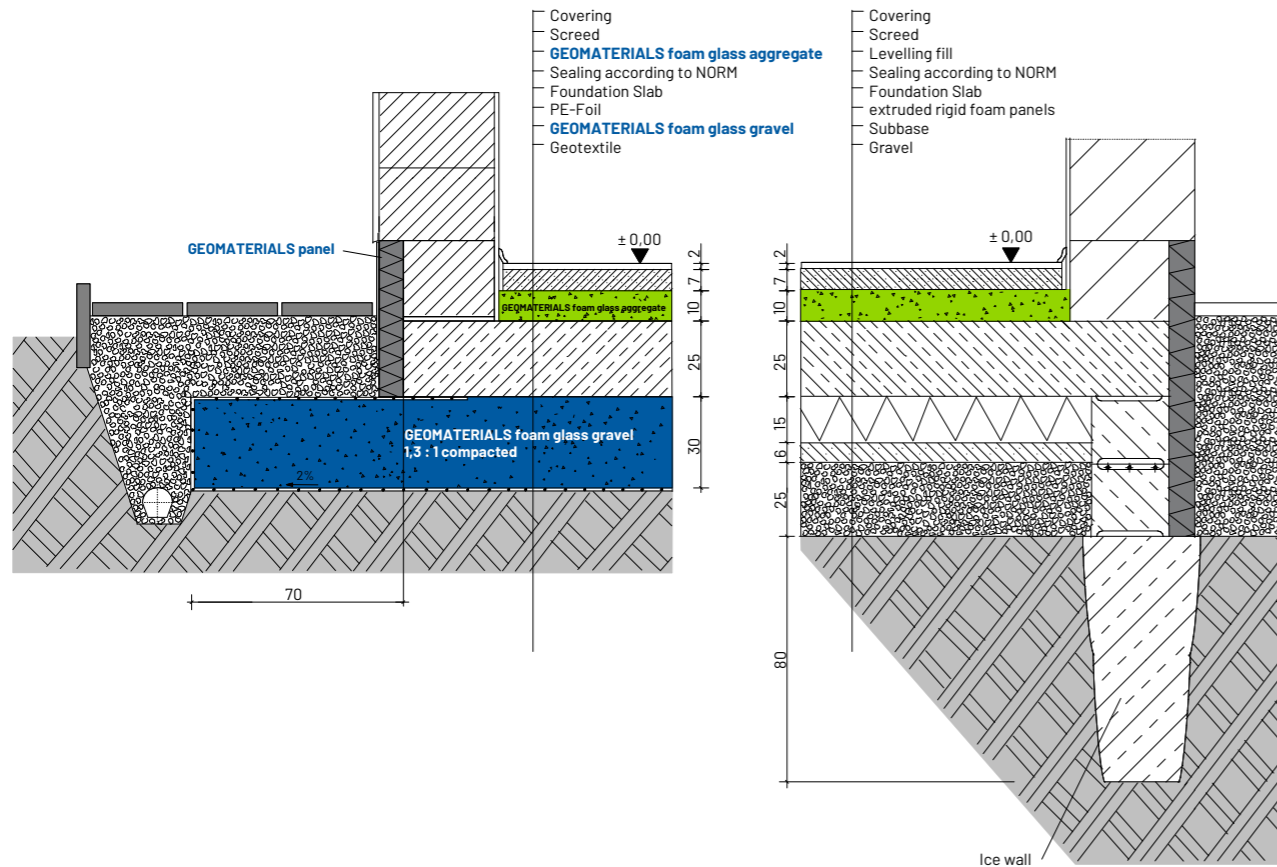 Covering
Screed
GEOMATERIALS foam glass aggregate
Sealing according to NORM
Foundation Slab
PE-Foil
GEOMATERIALS foam glass gravel
Geotextile
Covering
Screed
Levelling fill
Sealing according to NORM
Foundation Slab
extruded rigid foam panels
Subbase
Gravel
GEOMATERIALS panel
± 0,00
2
7
10
25
30
GEOMATERIALS foam glass aggregate
GEOMATERIALS foam glass gravel
1,3 : 1 compacted
2%
70
± 0,00
2
7
10
25
15
6
25
80
Ice wall